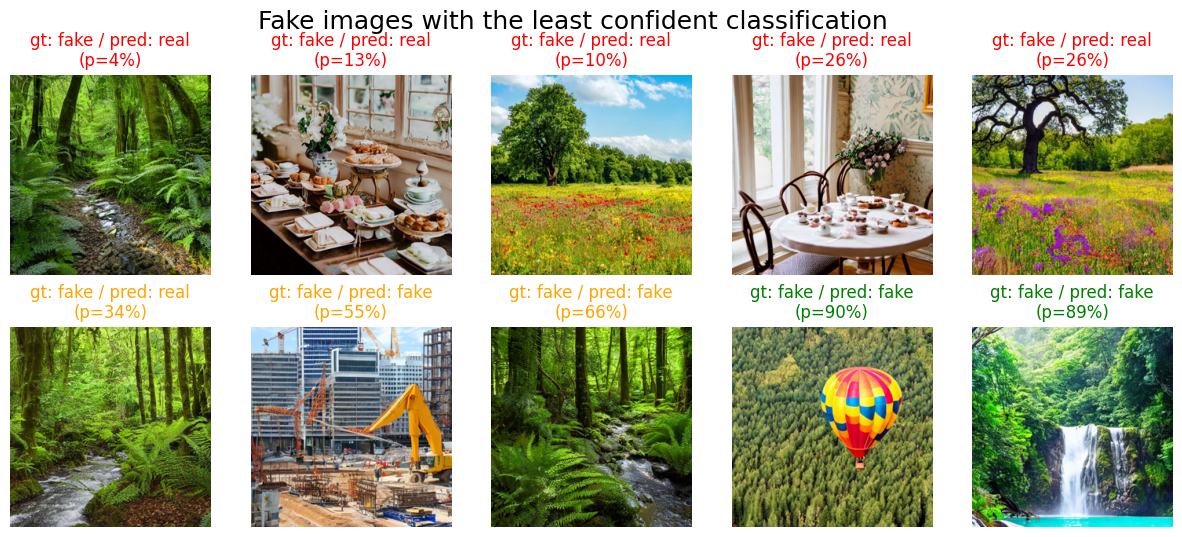 Fake images with the least confident classification
gt: fake / pred: real
(p=4%)
gt: fake / pred: real
(p=13%)
gt: fake / pred: real
(p=10%)
gt: fake / pred: real
(p=26%)
gt: fake / pred: real
(p=26%)
gt: fake / pred: real
(p=34%)
gt: fake / pred: fake
(p=55%)
gt: fake / pred: fake
(p=66%)
gt: fake / pred: fake
(p=90%)
gt: fake / pred: fake
(p=89%)